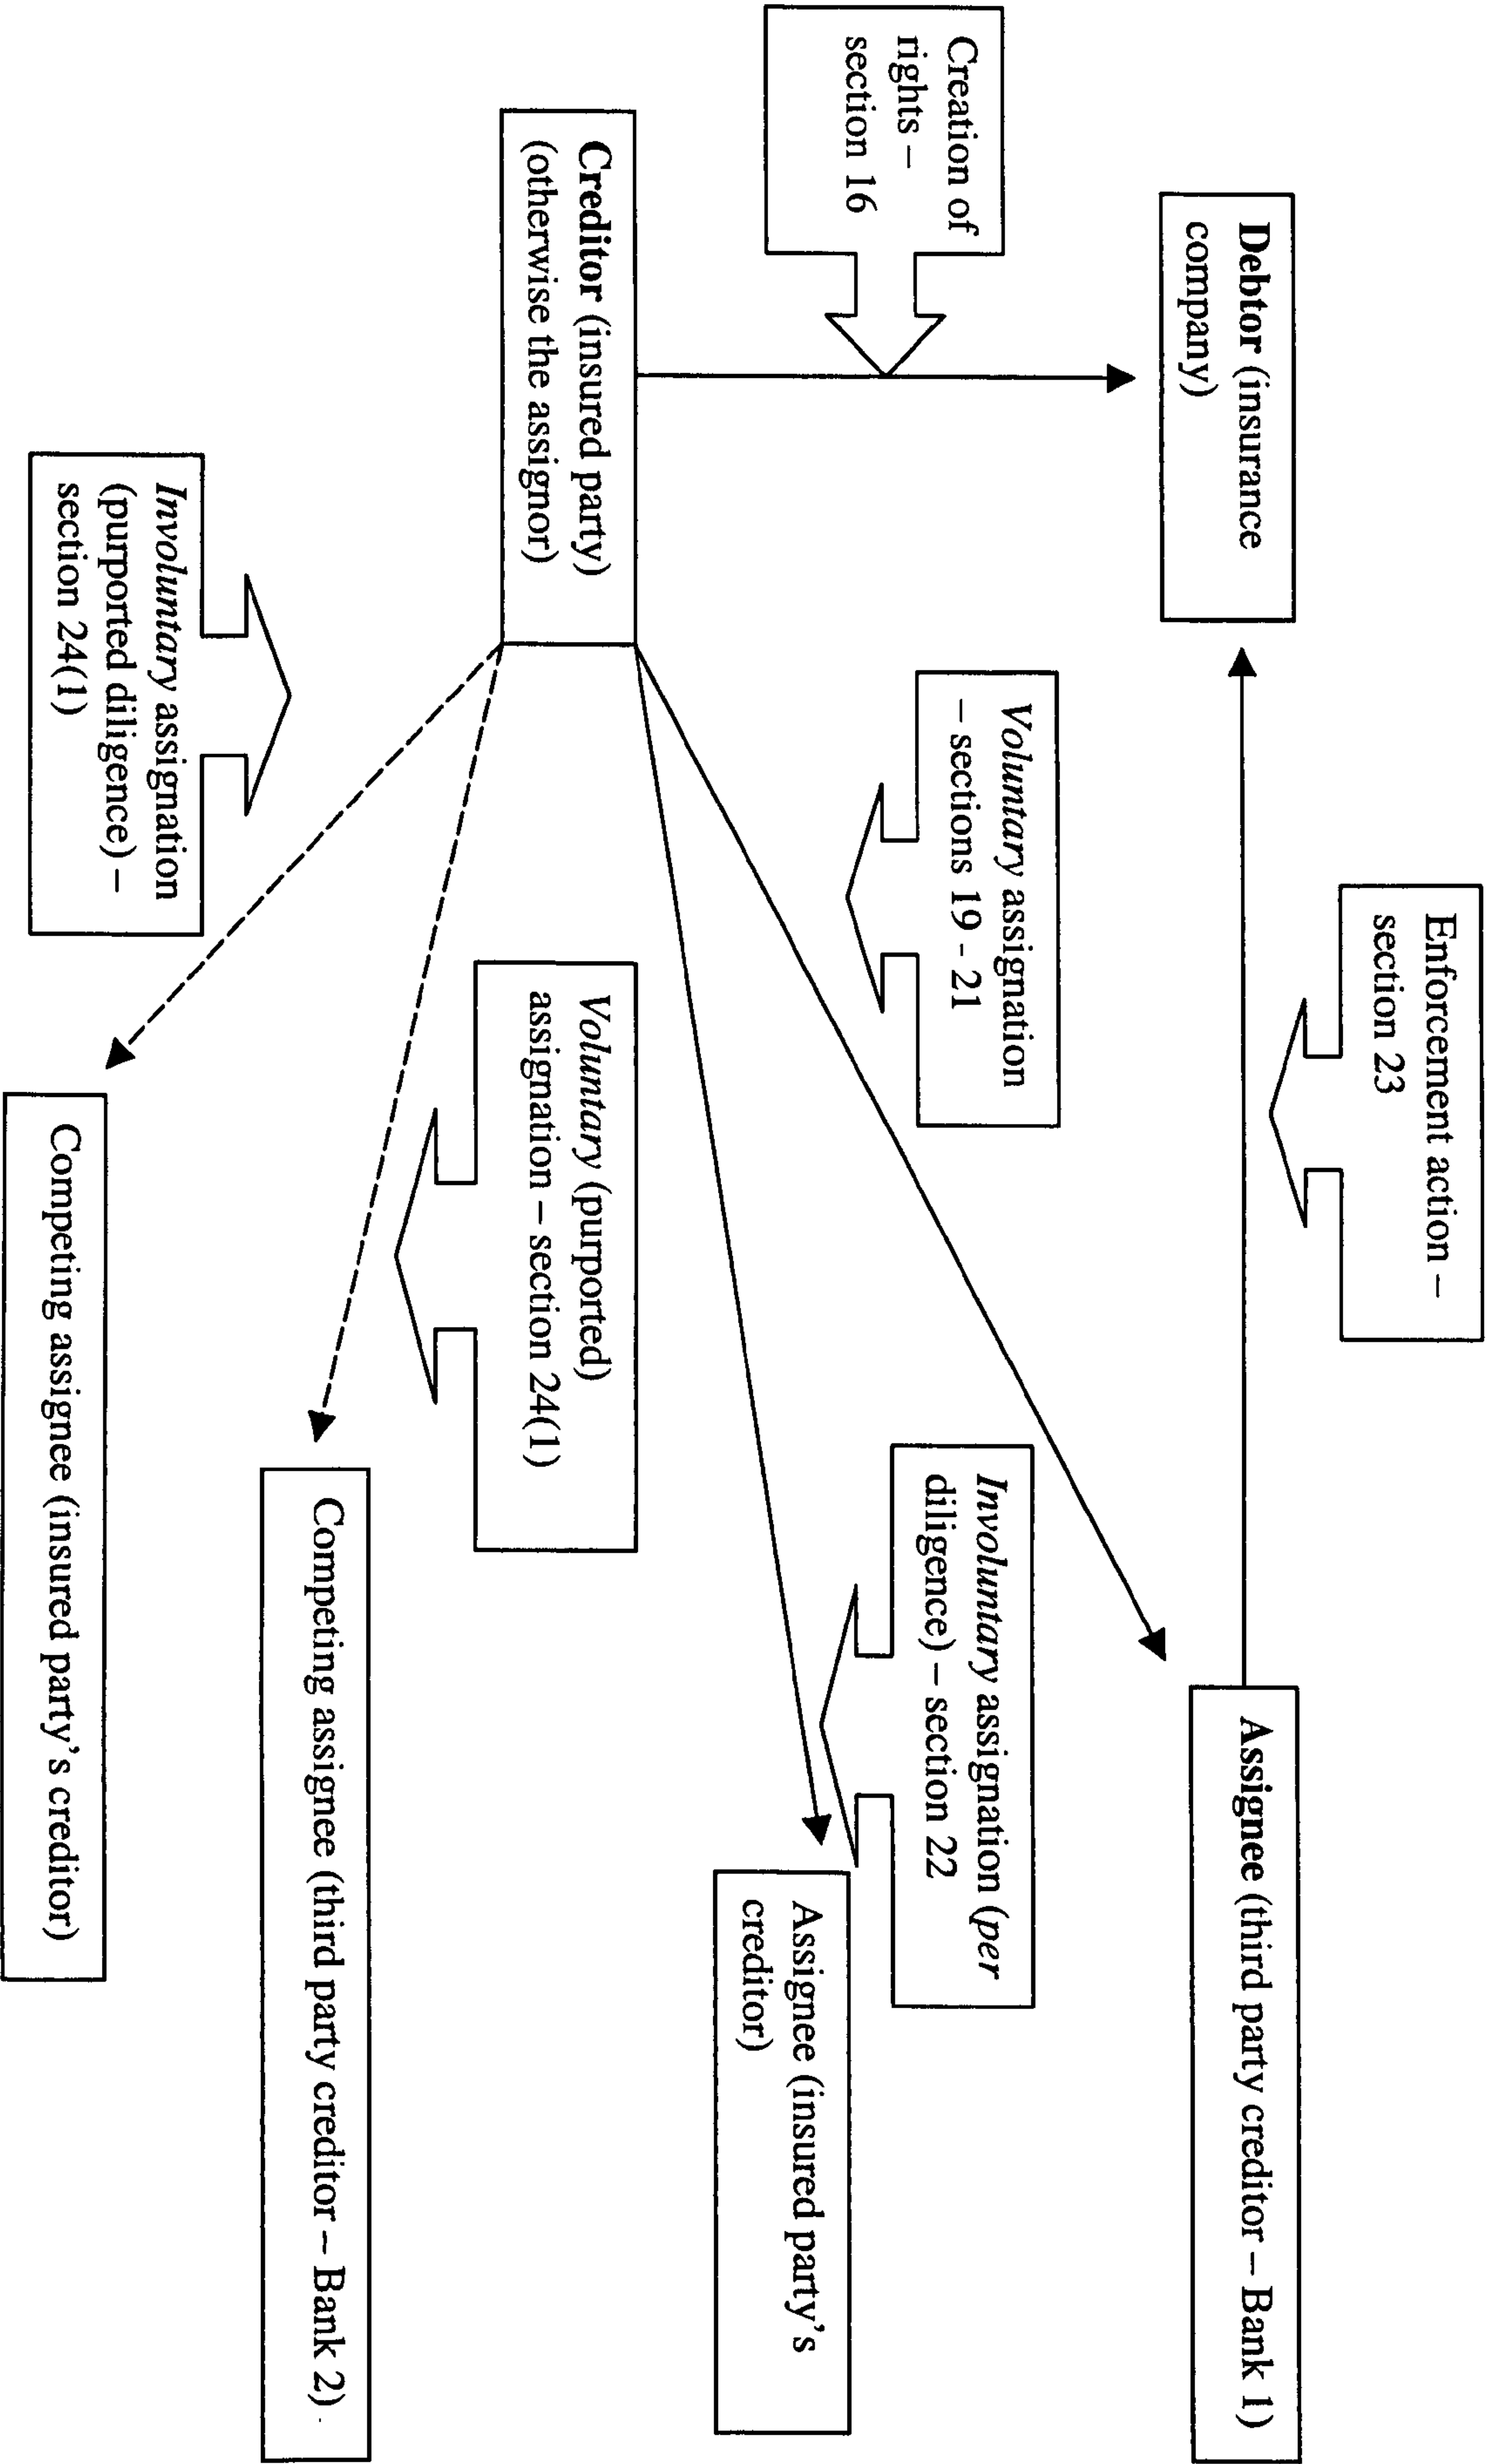 Enforcement action –
section 23
Debtor (insurance
company)
Assignee (third party creditor – Bank 1)
Creation of
rights –
section 16
Voluntary assignation
– sections 19 - 21
Involuntary assignation (per
diligence) – section 22
Assignee (insured party’s
creditor)
Creditor (insured party)
(otherwise the assignor)
Voluntary (purported)
assignation – section 24(1)
Competing assignee (third party creditor – Bank 2)
Involuntary assignation
(purported diligence) –
section 24(1)
Competing assignee (insured party’s creditor)